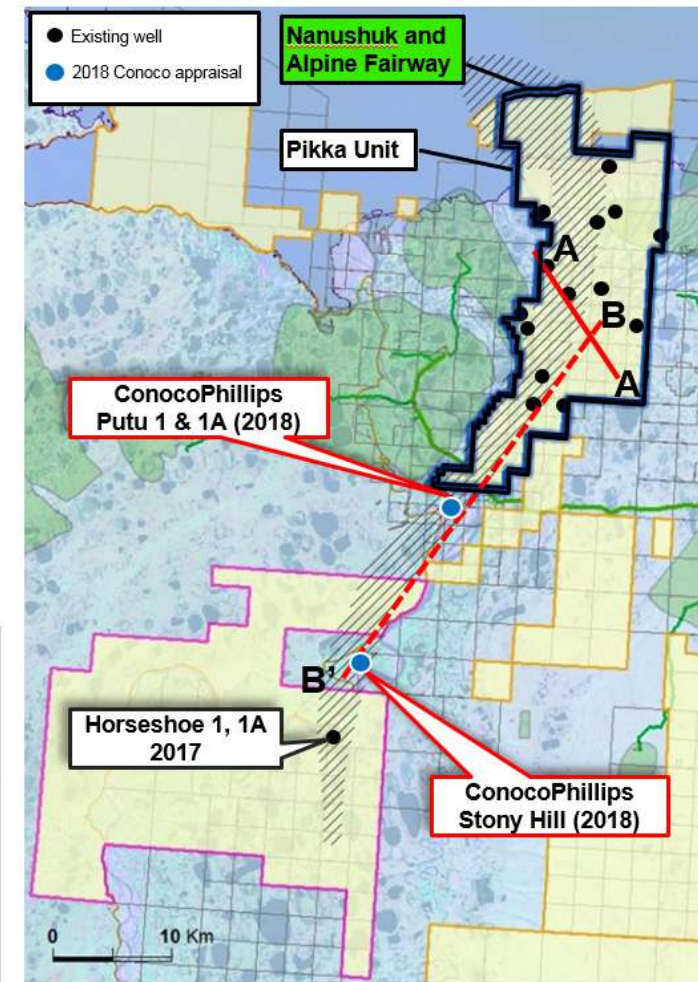 Existing well
2018 Conoco appraisal
Nanushuk and
Alpine Fairway
Pikka Unit
A
B
A
ConocoPhillips
Putu 1 & 1A (2018)
B'
Horseshoe 1, 1A
2017
ConocoPhillips
Stony Hill (2018)
0
10 Km